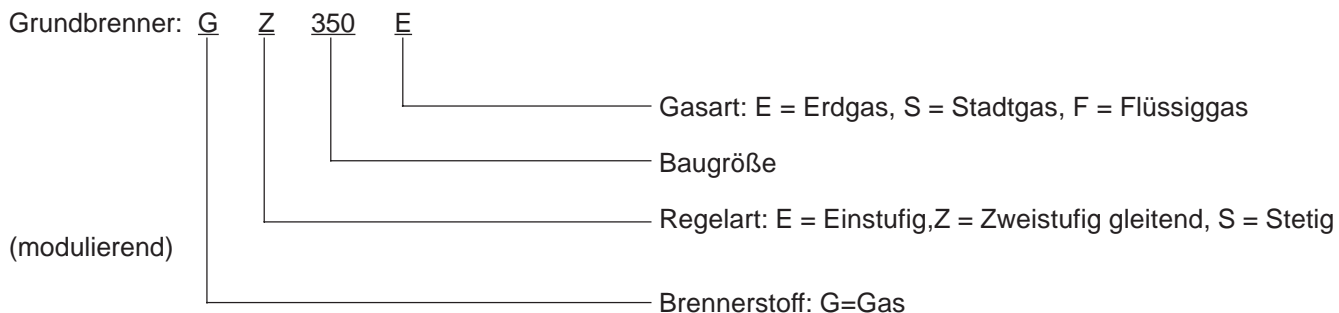 Grundbrenner: G Z 350 E
Gasart: E = Erdgas, S = Stadtgas, F = Flüssiggas
Baugröße
Regelart: E = Einstufig,Z = Zweistufig gleitend, S = Stetig
(modulierend)
Brennerstoff: G=Gas